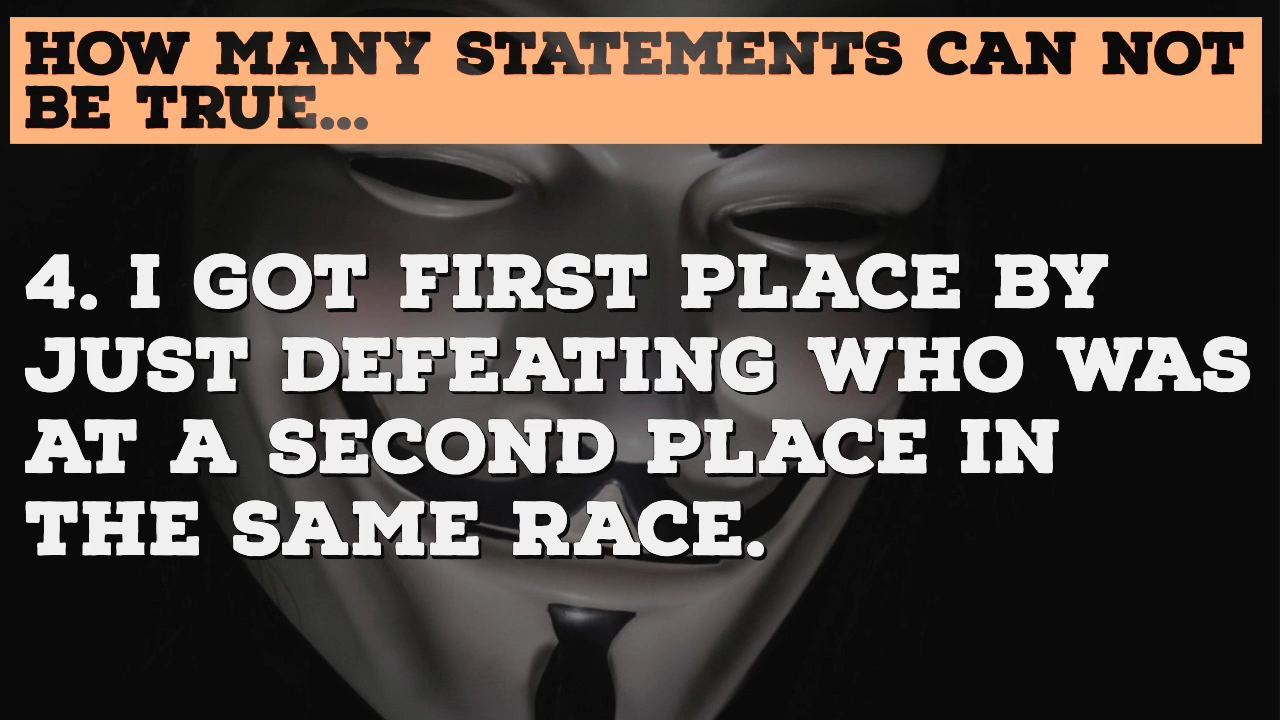 HOW MANY STATEMENTS CAN NOT
BE TRUE...
4. I GOT FIRST PLACE BY
JUST DEFEATING WHO WAS
AT A SECOND PLACE IN
THE SAME RACE.